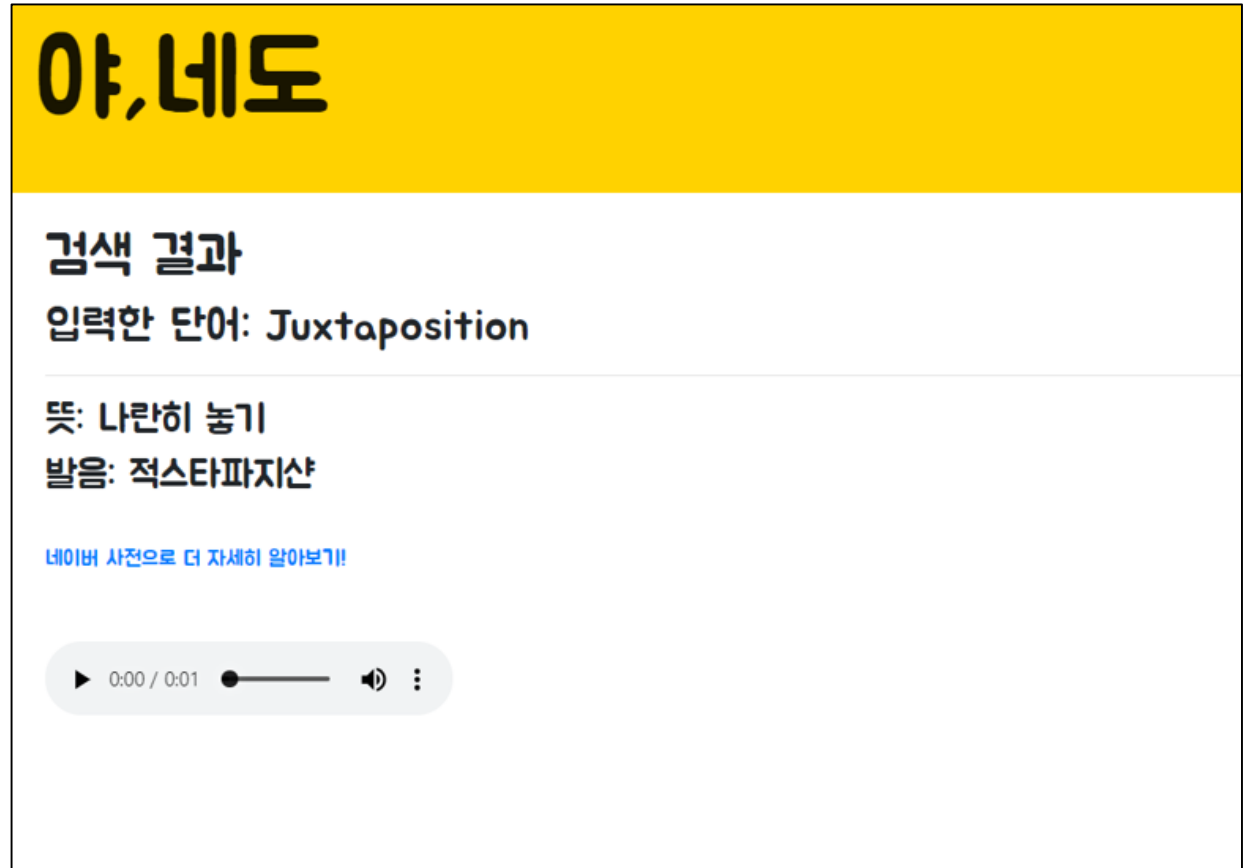 야,네도
검색 결과
입력한 단어: Juxtaposition
뜻: 나란히 놓기
발음: 적스타파지샨
네이버 사전으로 더 자세히 알아보기!
0:00 / 0:01